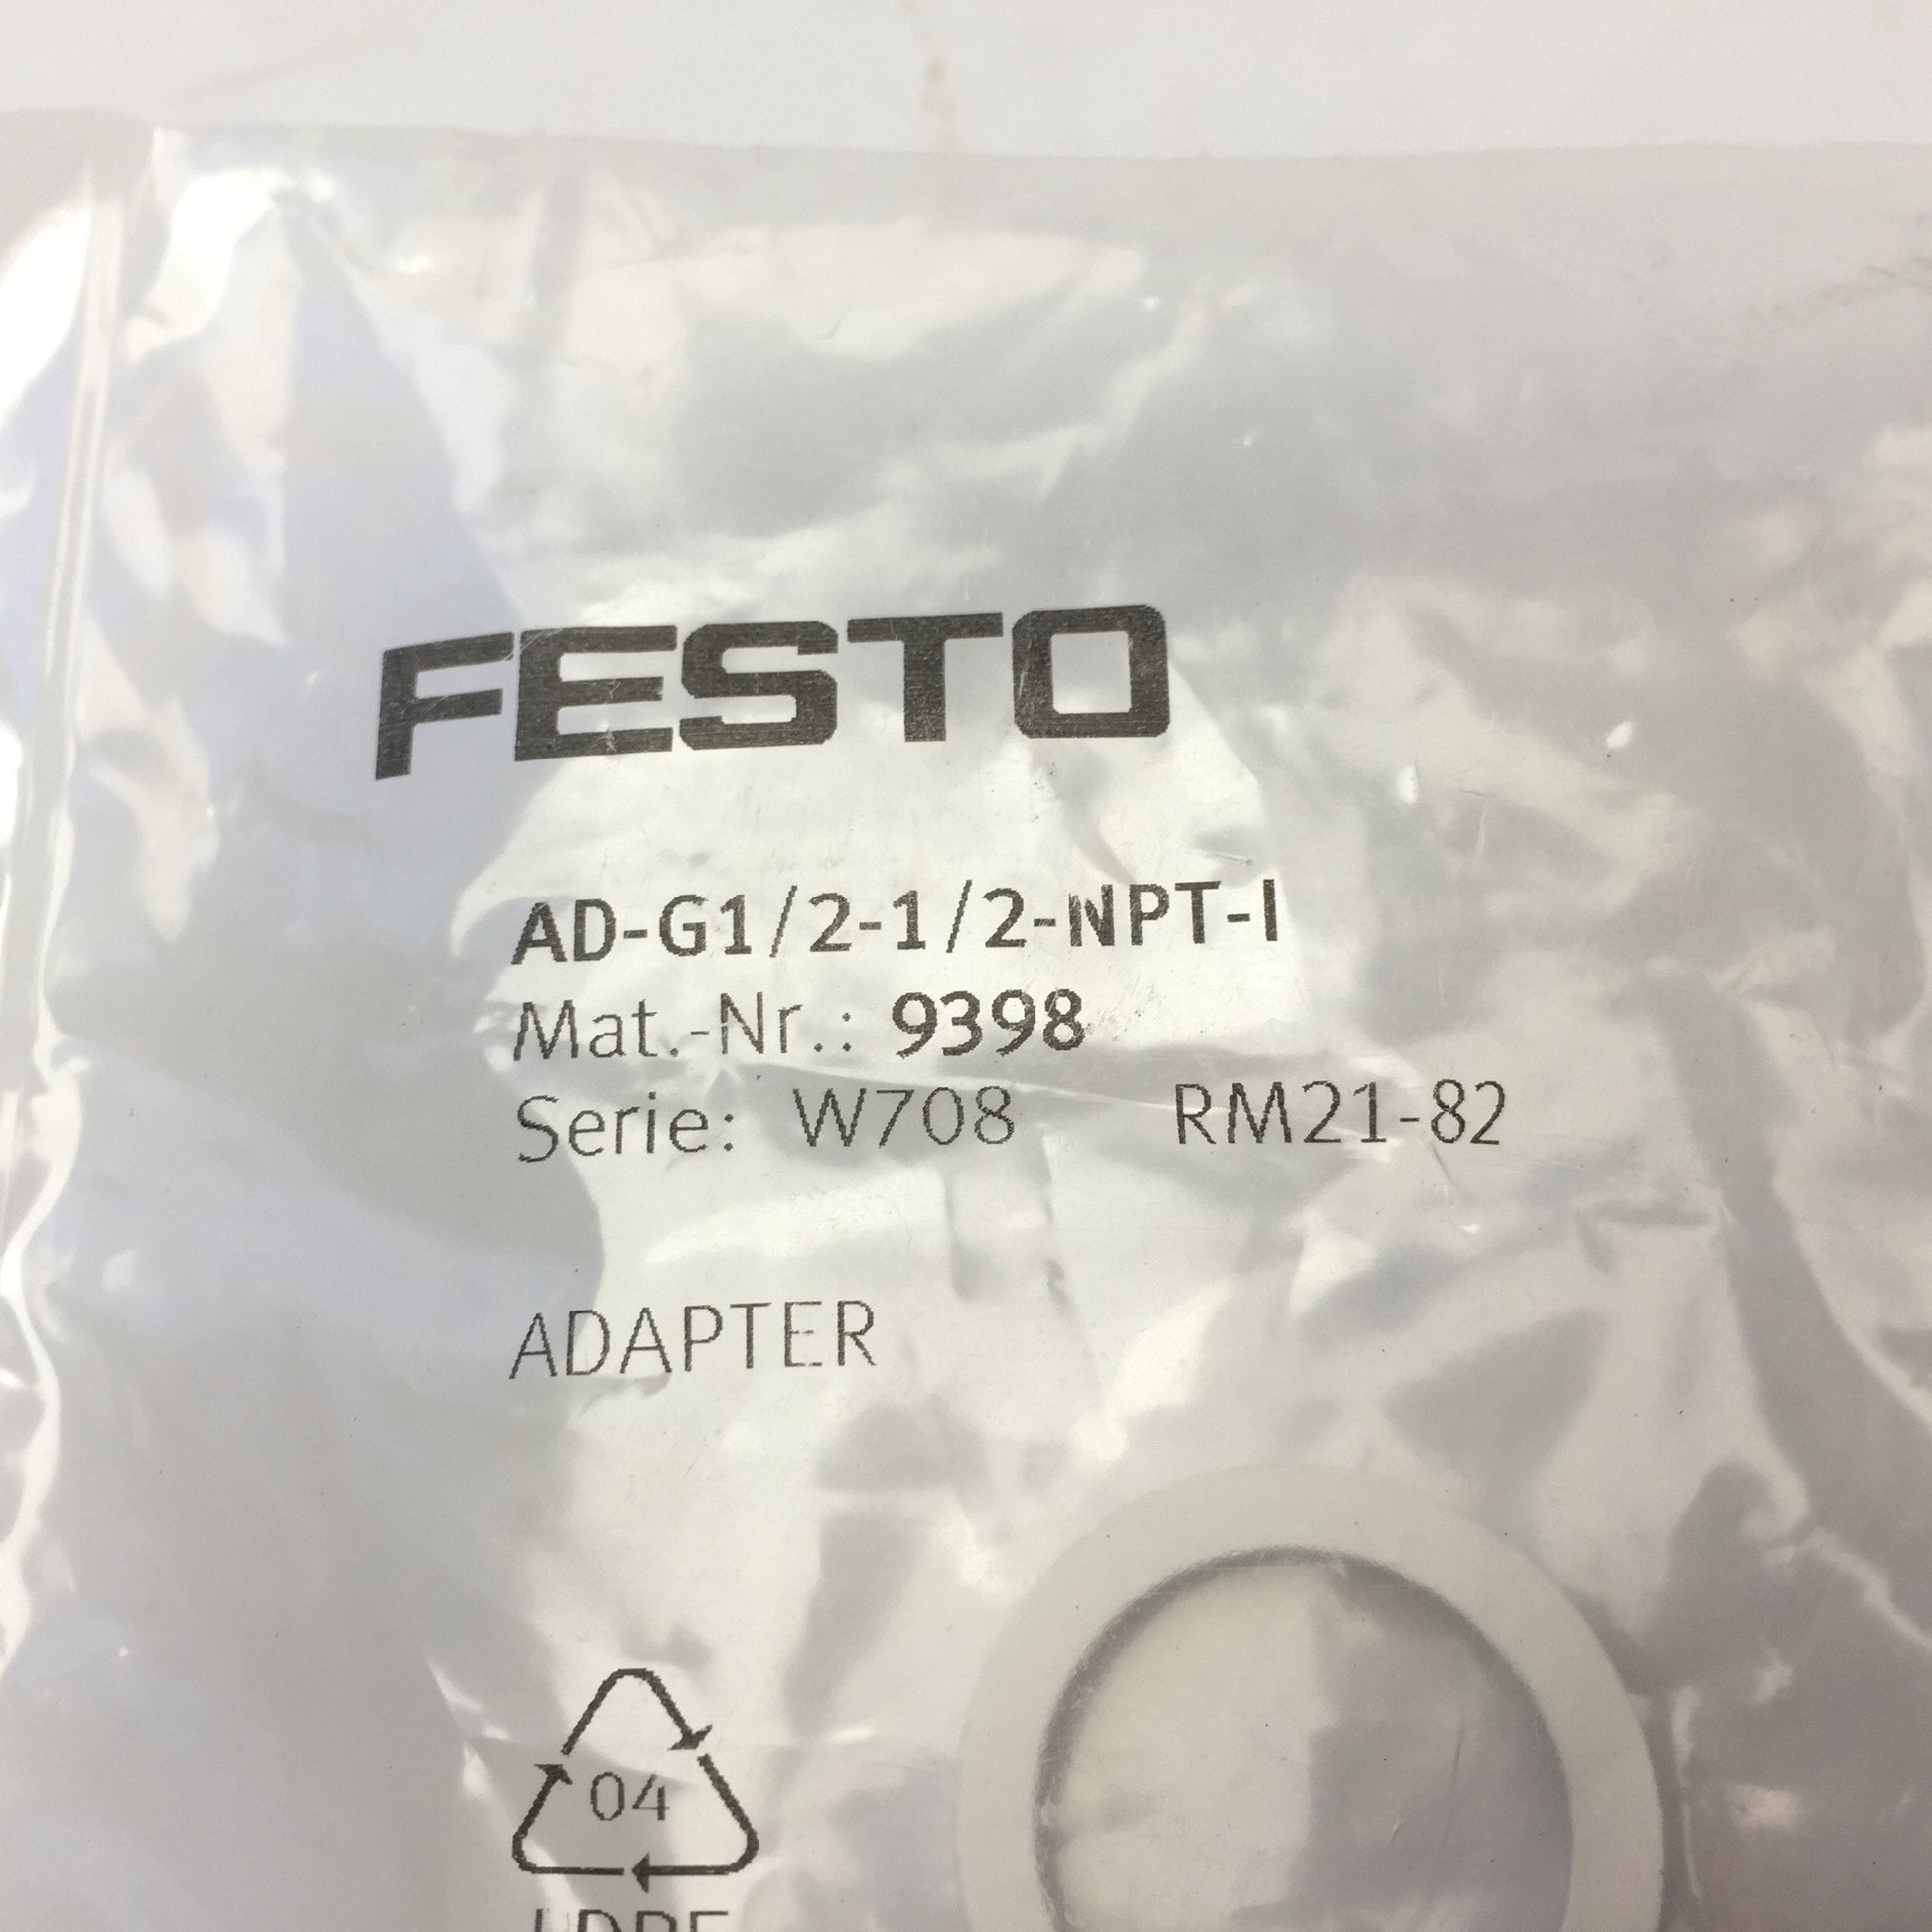 FESTO
AD-G1/2-1/2-NPT-I
Mat.-Nr.: 9398
Serie: W708 RM21-82
ADAPTER
04